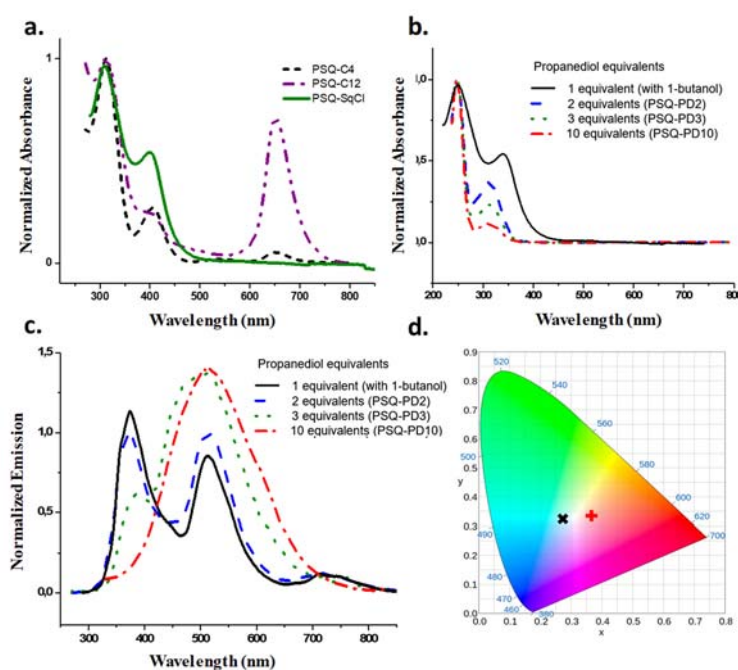 a.
Normalized Absorbance
1
0
PSQ-C4
PSQ-C12
PSQ-SqCl
300 400 500 600 700 800
Wavelength (nm)
b.
Normalized Absorbance
1,0
0,5
0,0
Propanediol equivalents
1 equivalent (with 1-butanol)
2 equivalents (PSQ-PD2)
3 equivalents (PSQ-PD3)
10 equivalents (PSQ-PD10)
200 300 400 500 600 700 800
Wavelength (nm)
c.
Normalized Emission
1,5
1,0
0,5
0,0
Propanediol equivalents
1 equivalent (with 1-butanol)
2 equivalents (PSQ-PD2)
3 equivalents (PSQ-PD3)
10 equivalents (PSQ-PD10)
300 400 500 600 700 800
Wavelength (nm)
d.
0.9
0.8
0.7
0.6
0.5
y
0.4
0.3
0.2
0.1
0.0
520
540
560
500
580
600
620
700
490
480
470
460
380
0.0 0.1 0.2 0.3 0.4 0.5 0.6 0.7 0.8
x